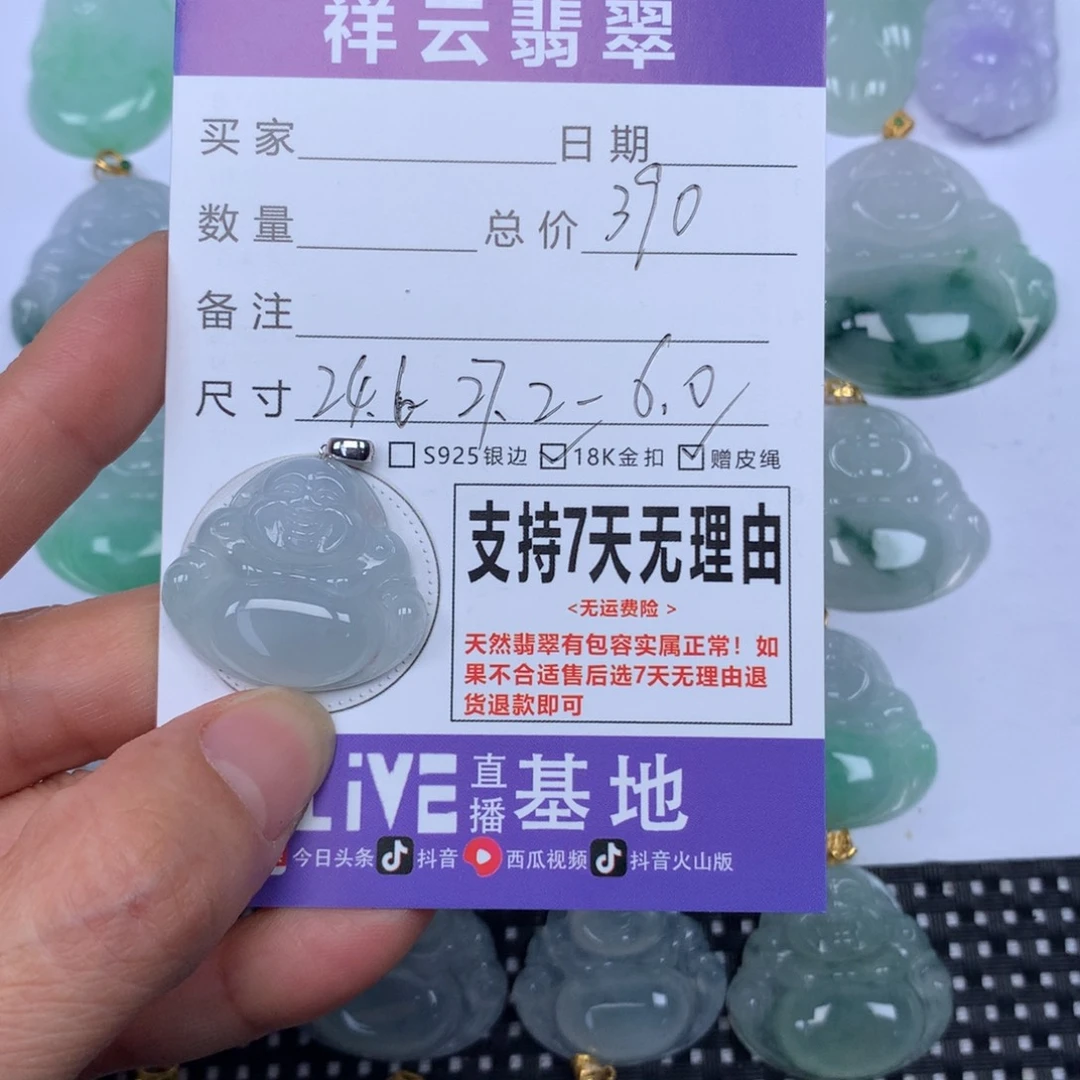 祥云翡翠
买家 日期
数量 总价 390
备注
尺寸 24.6 27.2 - 6.0
S925银边 18K金扣 赠皮绳
支持7天无理由
<无运费险>
天然翡翠有包容实属正常！如
果不合适售后选7天无理由退
货退款即可
LiVE 直播 基地
今日头条 抖音 西瓜视频 抖音火山版